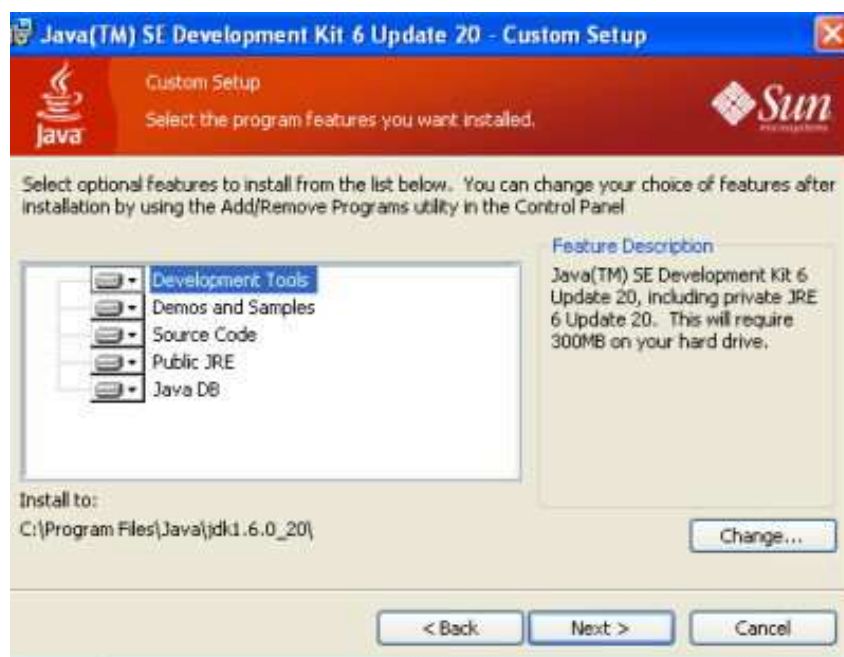 Java(TM) SE Development Kit 6 Update 20 - Custom Setup
Java
Custom Setup
Select the program features you want installed.
Sun
microsystems
Select optional features to install from the list below. You can change your choice of features after
installation by using the Add/Remove Programs utility in the Control Panel
Development Tools
Demos and Samples
Source Code
Public JRE
Java DB
Feature Description
Java(TM) SE Development Kit 6
Update 20, including private JRE
6 Update 20. This will require
300MB on your hard drive.
Install to:
C:\Program Files\Java\jdk1.6.0_20\
Change...
< Back
Next >
Cancel